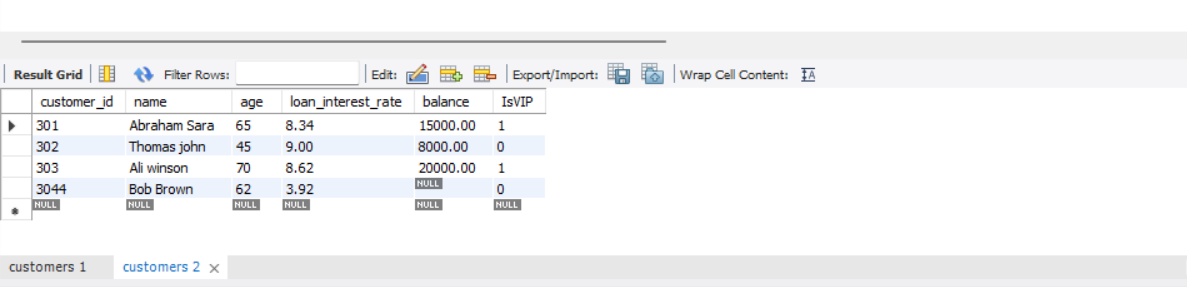 Result Grid Filter Rows: Edit: Export/Import: Wrap Cell Content: IA
customer_id name age loan_interest_rate balance IsVIP
301 Abraham Sara 65 8.34 15000.00 1
302 Thomas john 45 9.00 8000.00 0
303 Ali winson 70 8.62 20000.00 1
3044 Bob Brown 62 3.92 NULL 0
NULL NULL NULL NULL NULL NULL
customers 1 customers 2